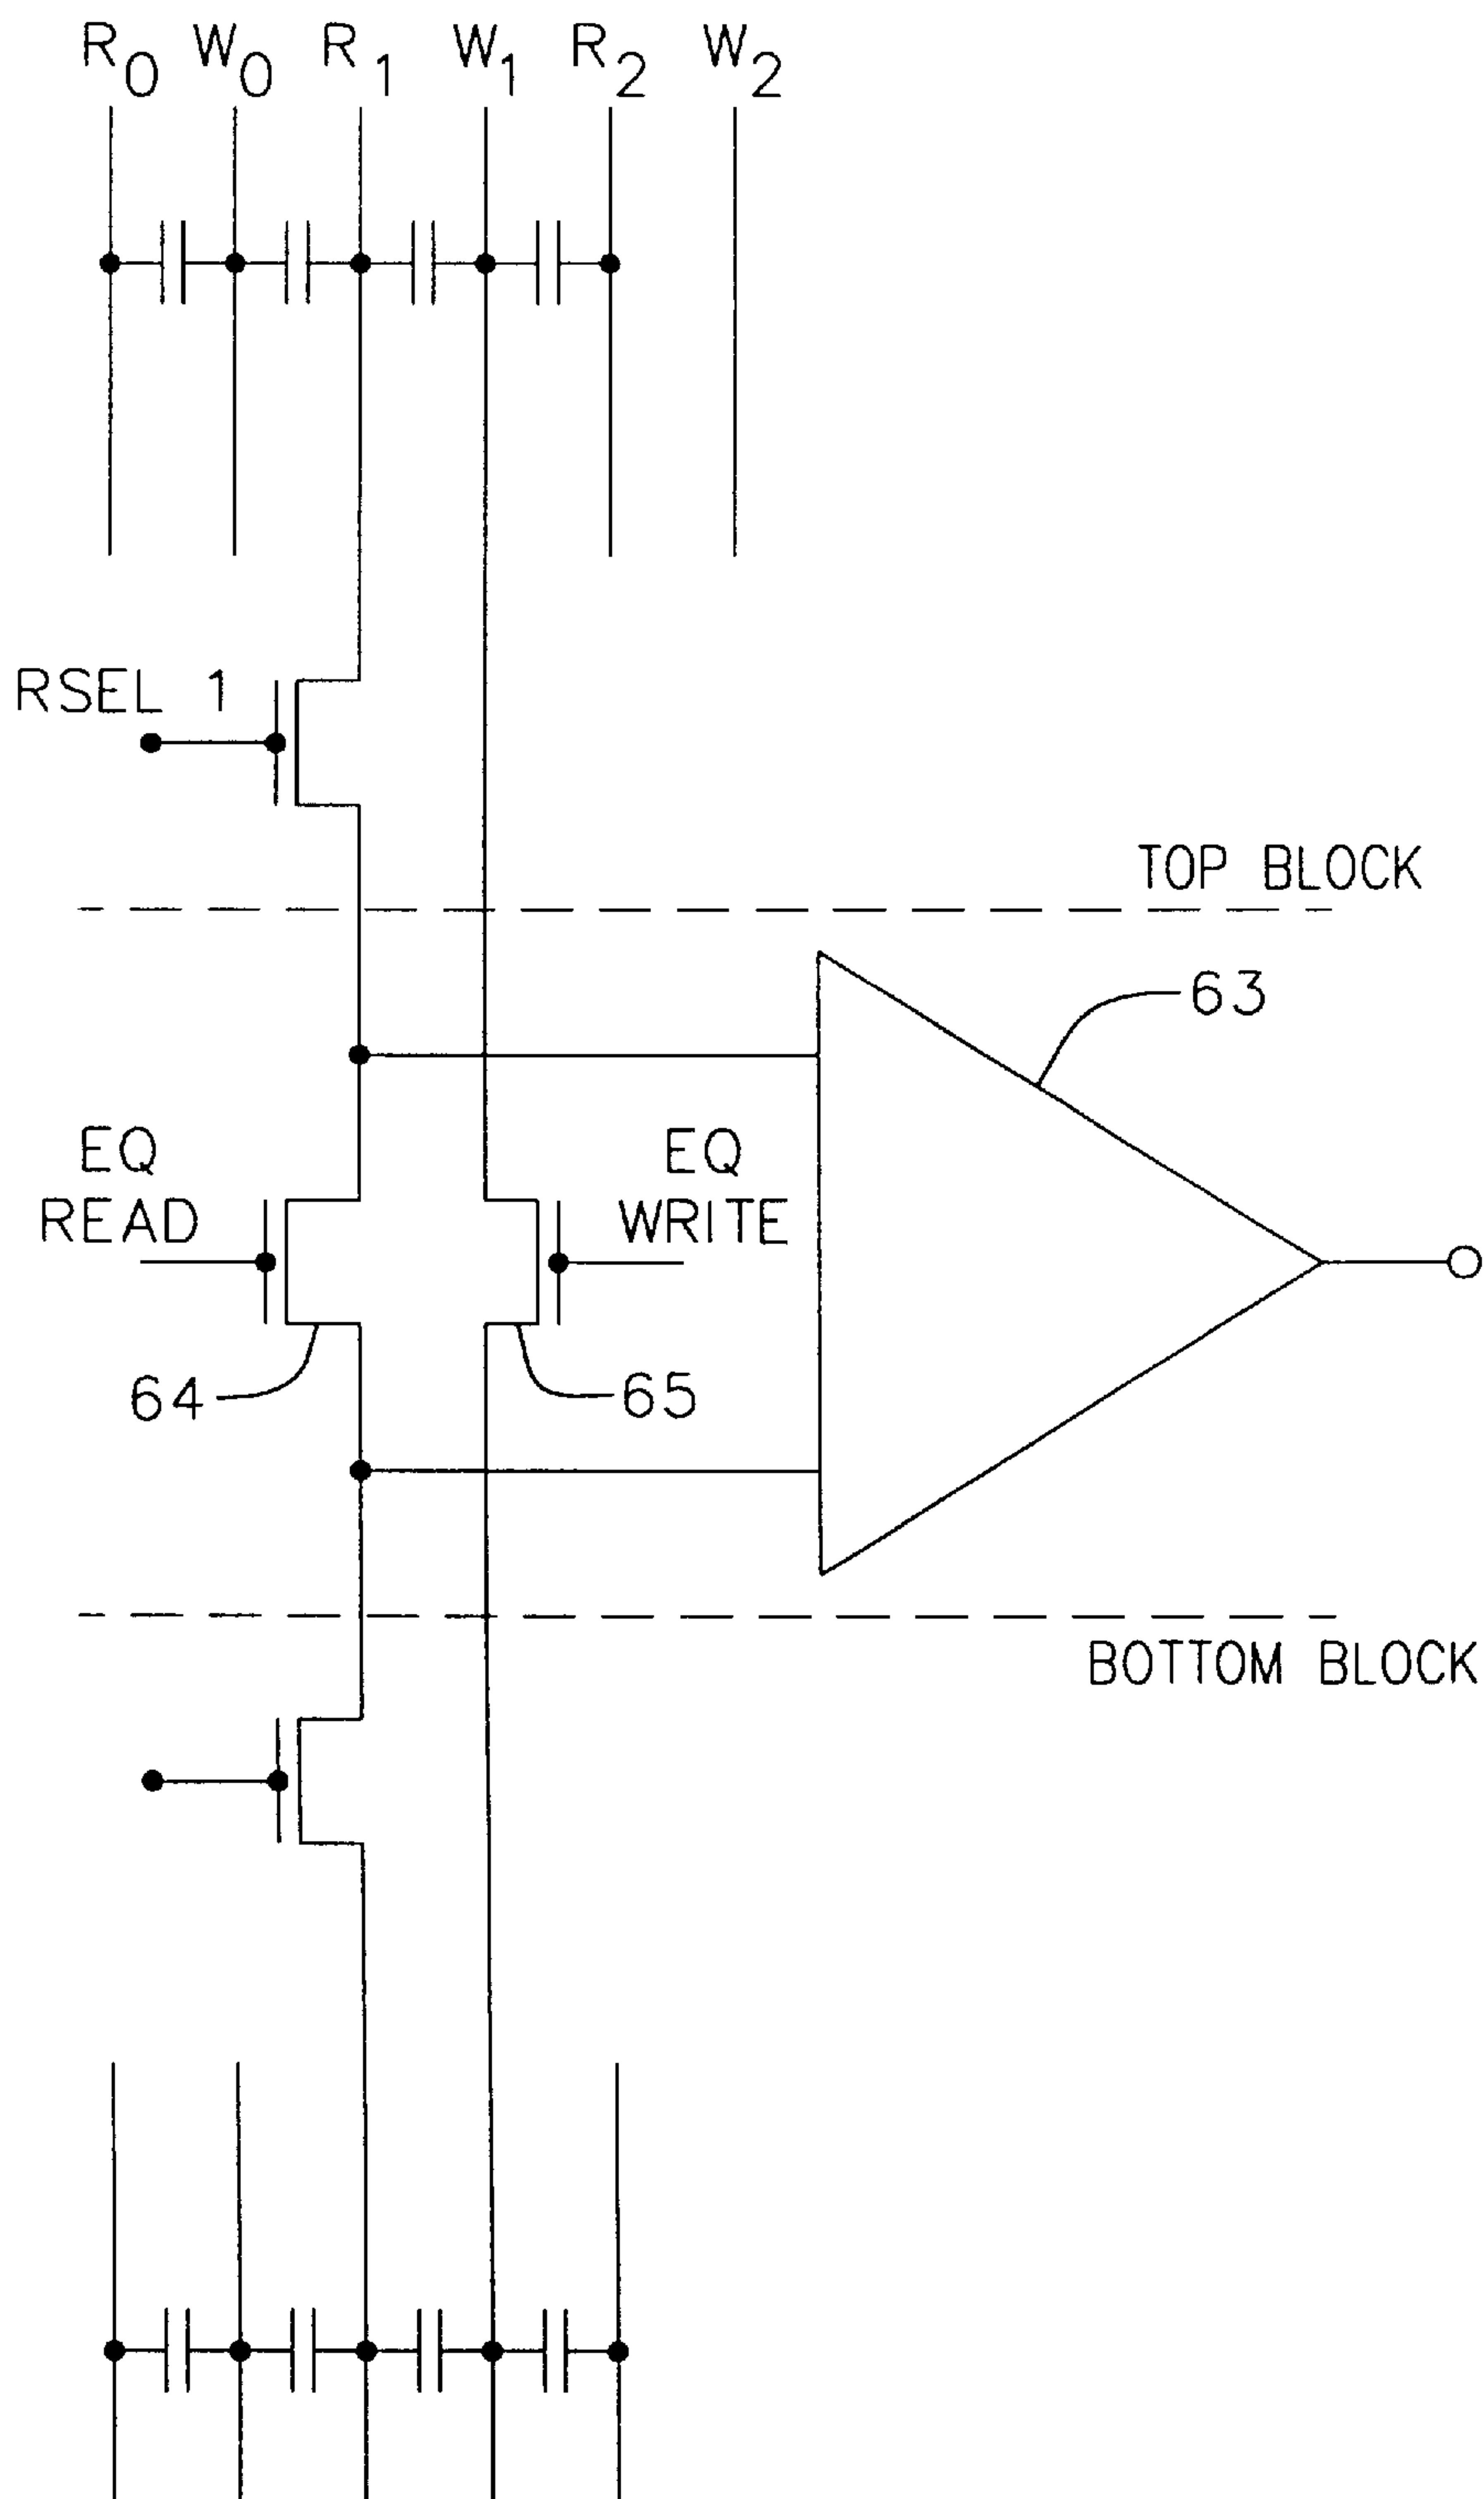 R0 W0 R1 W1 R2 W2
RSEL 1
TOP BLOCK
63
EQ
READ
EQ
WRITE
64
65
BOTTOM BLOCK